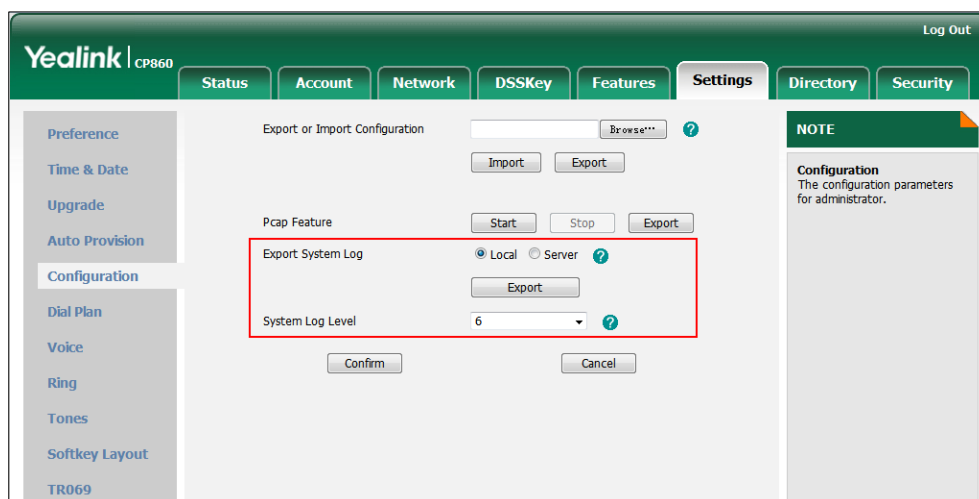 Log Out
Yealink CP860
Status Account Network DSSKey Features Settings Directory Security
Preference
Time & Date
Upgrade
Auto Provision
Configuration
Dial Plan
Voice
Ring
Tones
Softkey Layout
TR069
Export or Import Configuration Browse... ?
Import Export
Pcap Feature Start Stop Export
Export System Log Local Server ?
Export
System Log Level 6 ?
Confirm Cancel
NOTE
Configuration
The configuration parameters
for administrator.